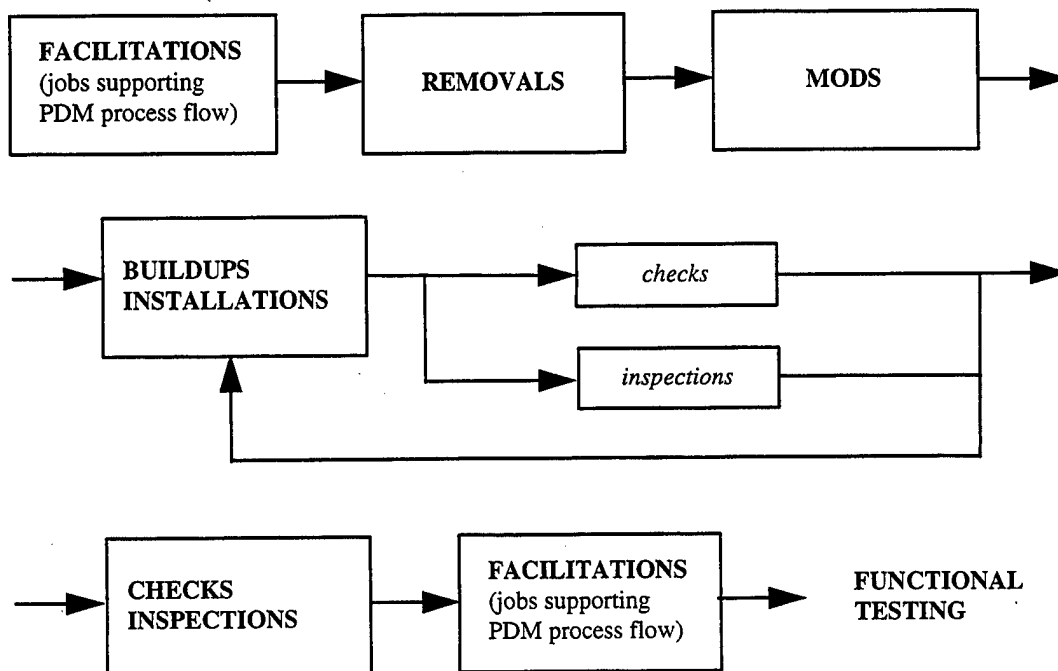 FACILITATIONS
(jobs supporting
PDM process flow)
REMOVALS
MODS
BUILDUPS
INSTALLATIONS
checks
inspections
CHECKS
INSPECTIONS
FACILITATIONS
(jobs supporting
PDM process flow)
FUNCTIONAL
TESTING